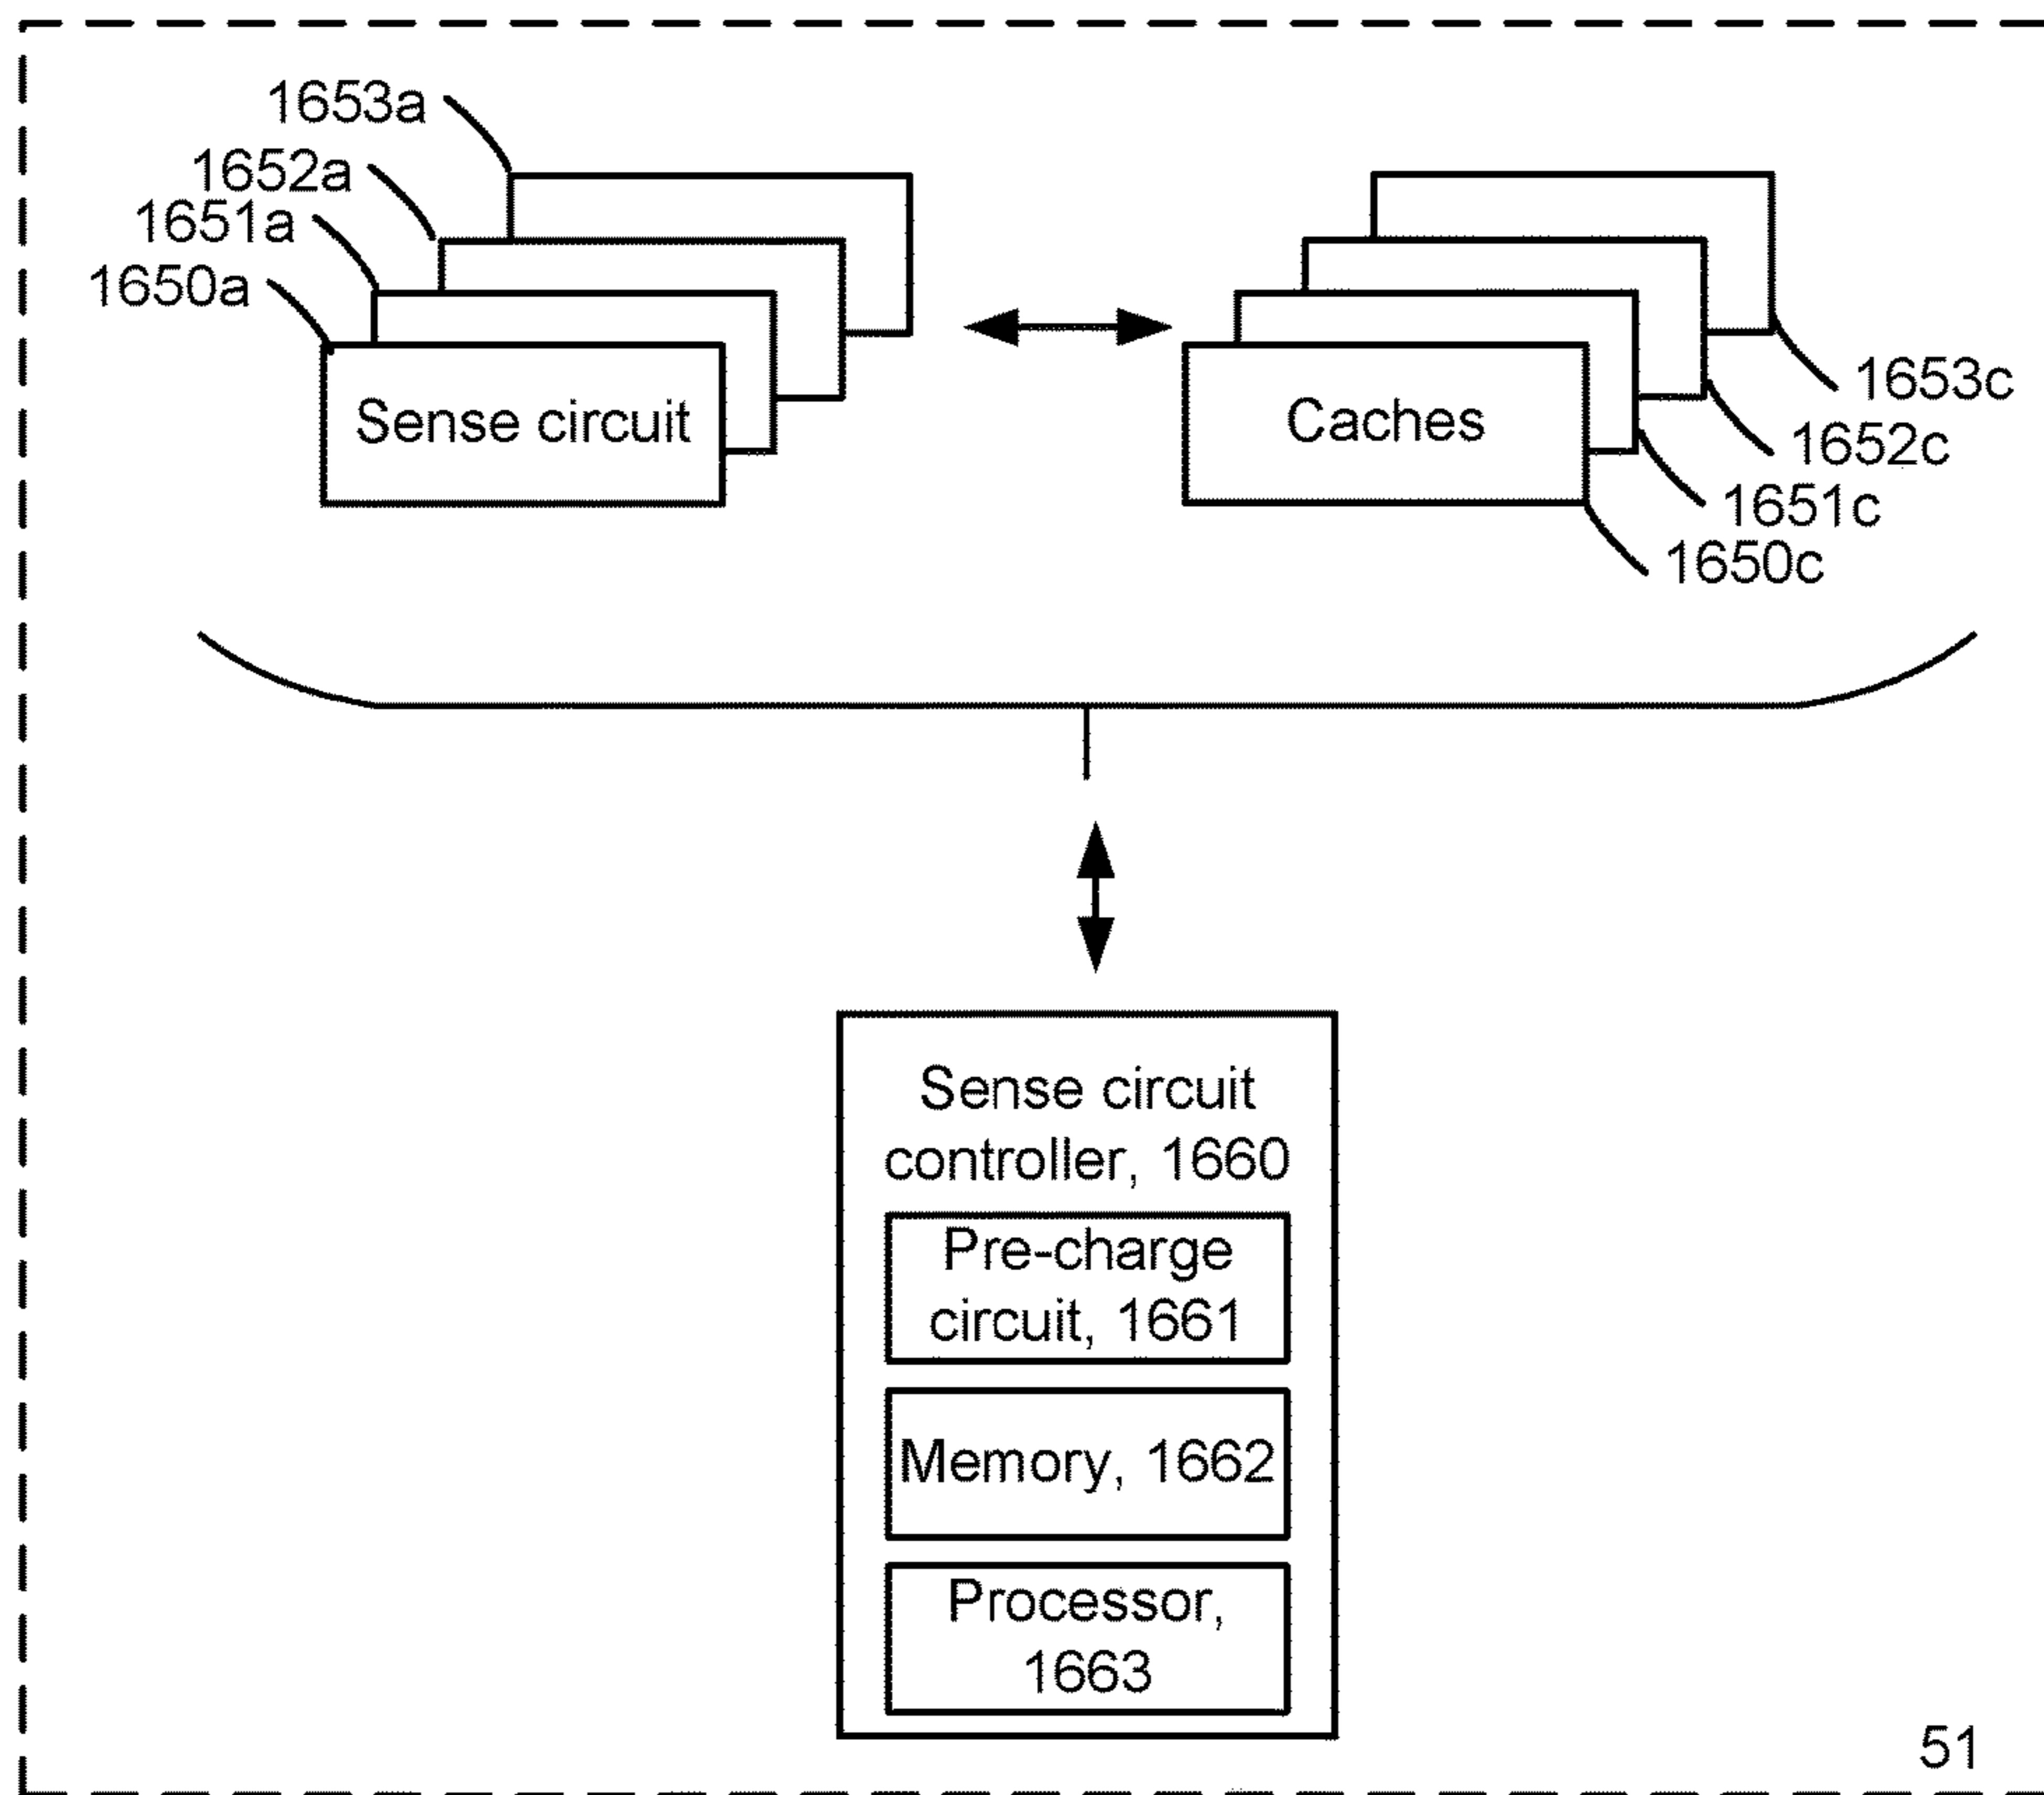 1653a
1652a
1651a
1650a
Sense circuit
Caches
1653c
1652c
1651c
1650c
Sense circuit
controller, 1660
Pre-charge
circuit, 1661
Memory, 1662
Processor,
1663
51